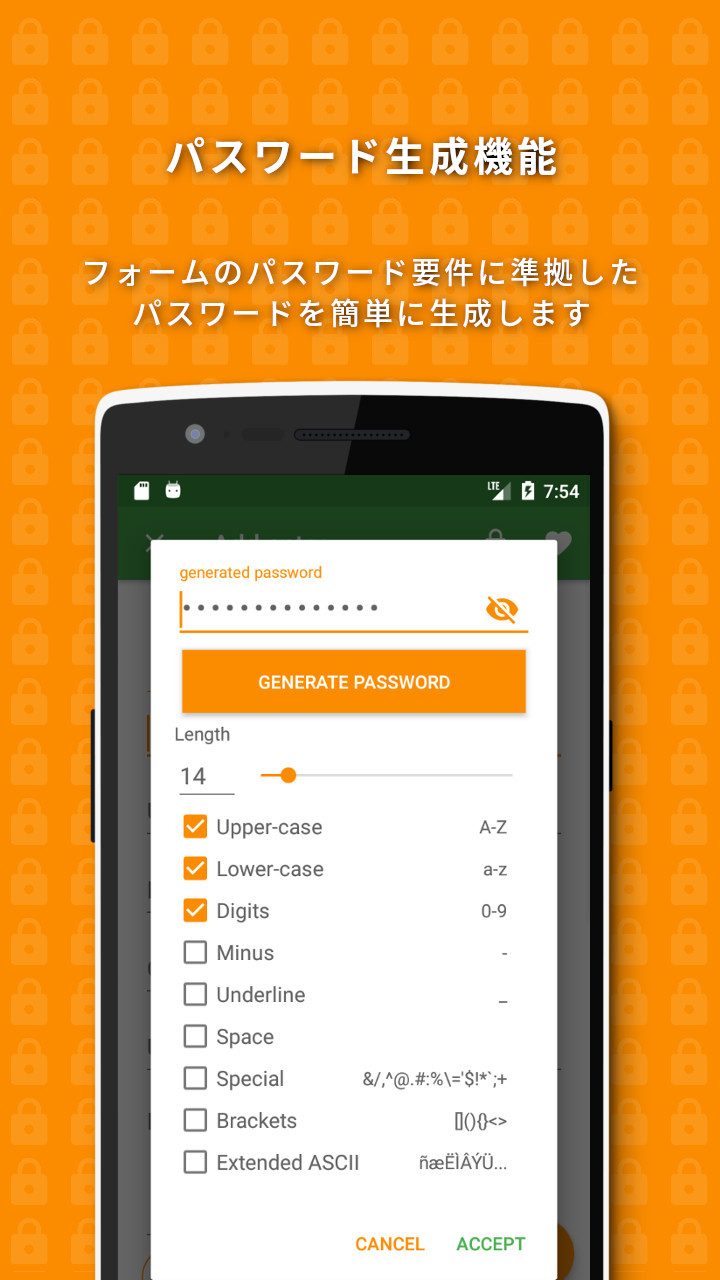 パスワード生成機能
フォームのパスワード要件に準拠した
パスワードを簡単に生成します
LTE 7:54
generated password
••••••••••••••
GENERATE PASSWORD
Length
14
Upper-case A-Z
Lower-case a-z
Digits 0-9
Minus -
Underline _
Space
Special &/,^@.#:%\='$!*`;+
Brackets [](){}<>
Extended ASCII ñæËÌÂÝÜ...
CANCEL ACCEPT